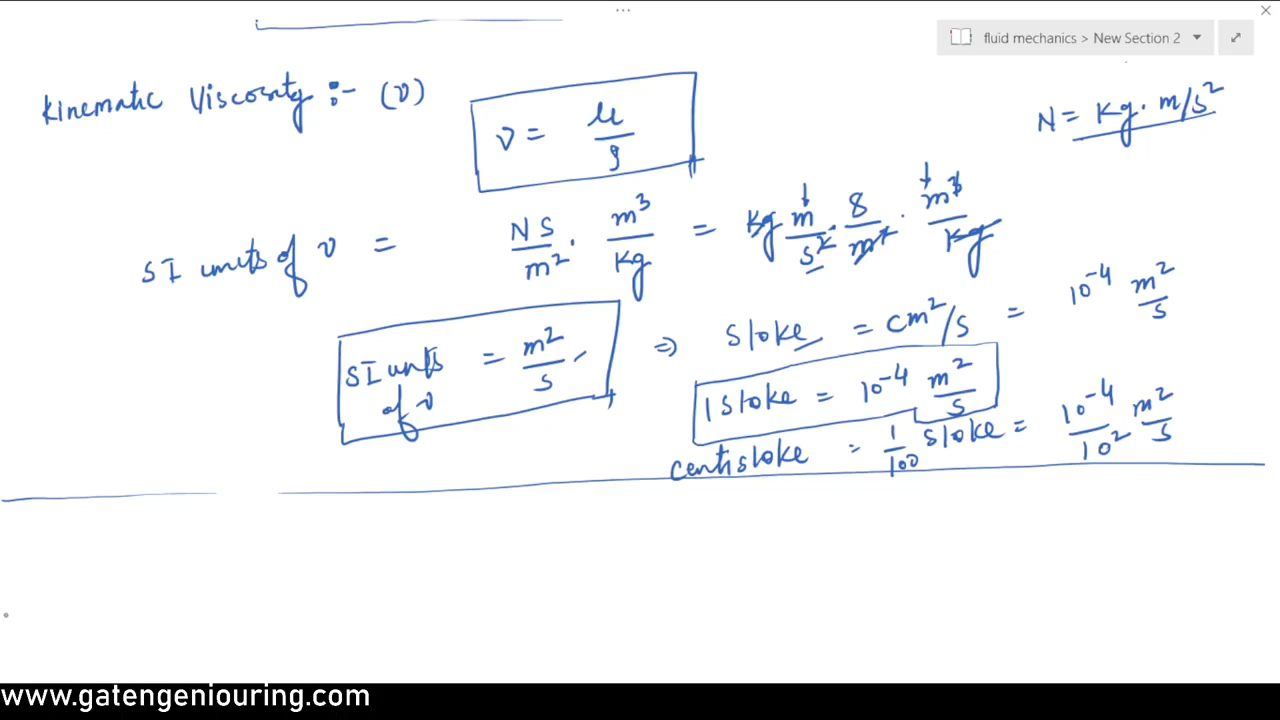 fluid mechanics > New Section 2
Kinematic Viscosity :- (ν)
ν = μ/ρ
N = Kg. m/s²
SI units of ν = NS/m² . m³/Kg = Kg m/s² . s/m² . m³/Kg
SI units of ν = m²/s
⇒ Stoke = cm²/s = 10⁻⁴ m²/s
1 Stoke = 10⁻⁴ m²/s
centistoke = 1/100 Stoke = 10⁻⁴/10² m²/s
www.gatengeniouring.com